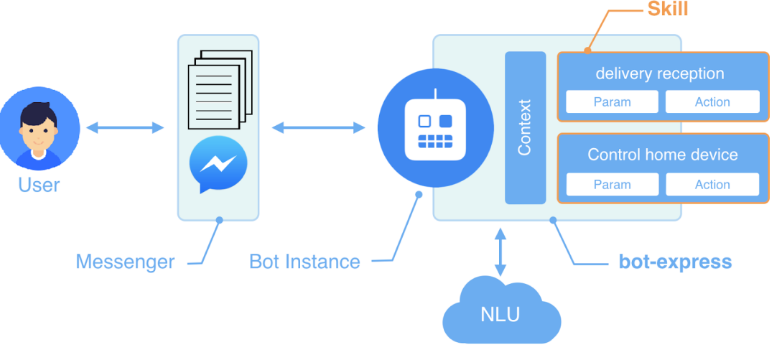 Skill
delivery reception
Param
Action
Context
Control home device
Param
Action
User
Messenger
Bot Instance
bot-express
NLU